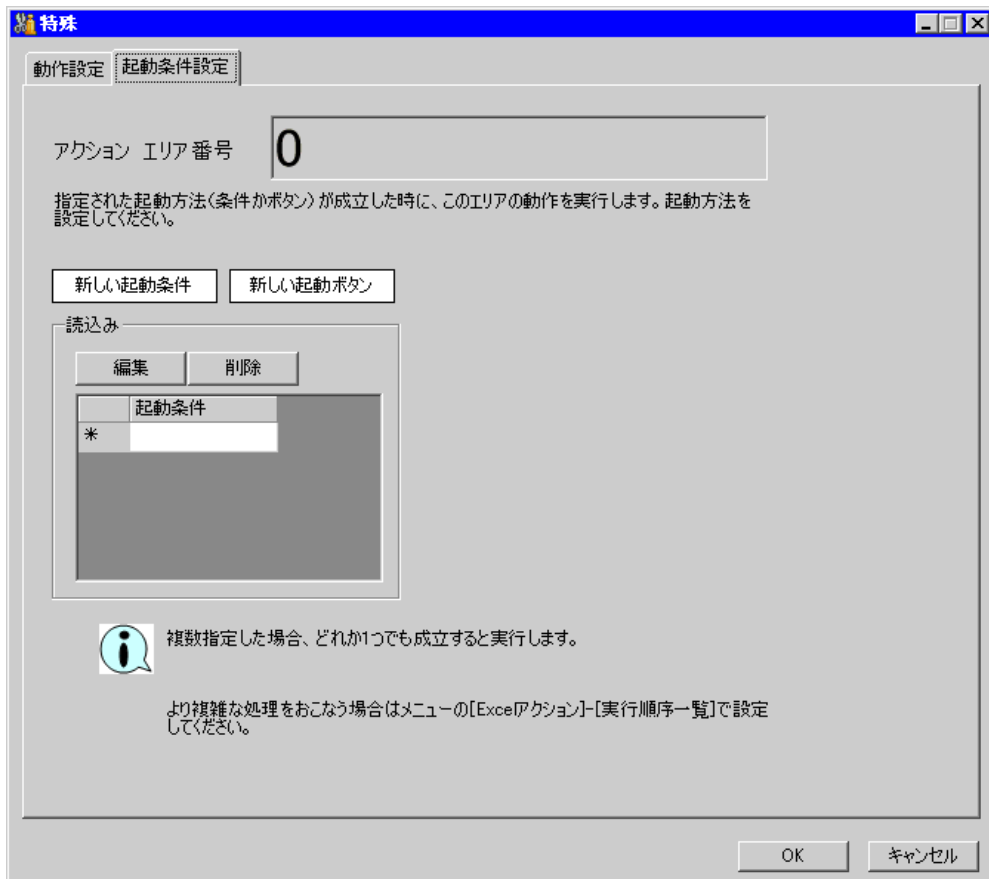 特殊
動作設定 起動条件設定
アクション エリア番号 0
指定された起動方法(条件かボタン)が成立した時に、このエリアの動作を実行します。起動方法を
設定してください。
新しい起動条件 新しい起動ボタン
読込み
編集 削除
起動条件
*
複数指定した場合、どれか1つでも成立すると実行します。
より複雑な処理をおこなう場合はメニューの[Excelアクション]-[実行順序一覧]で設定
してください。
OK キャンセル